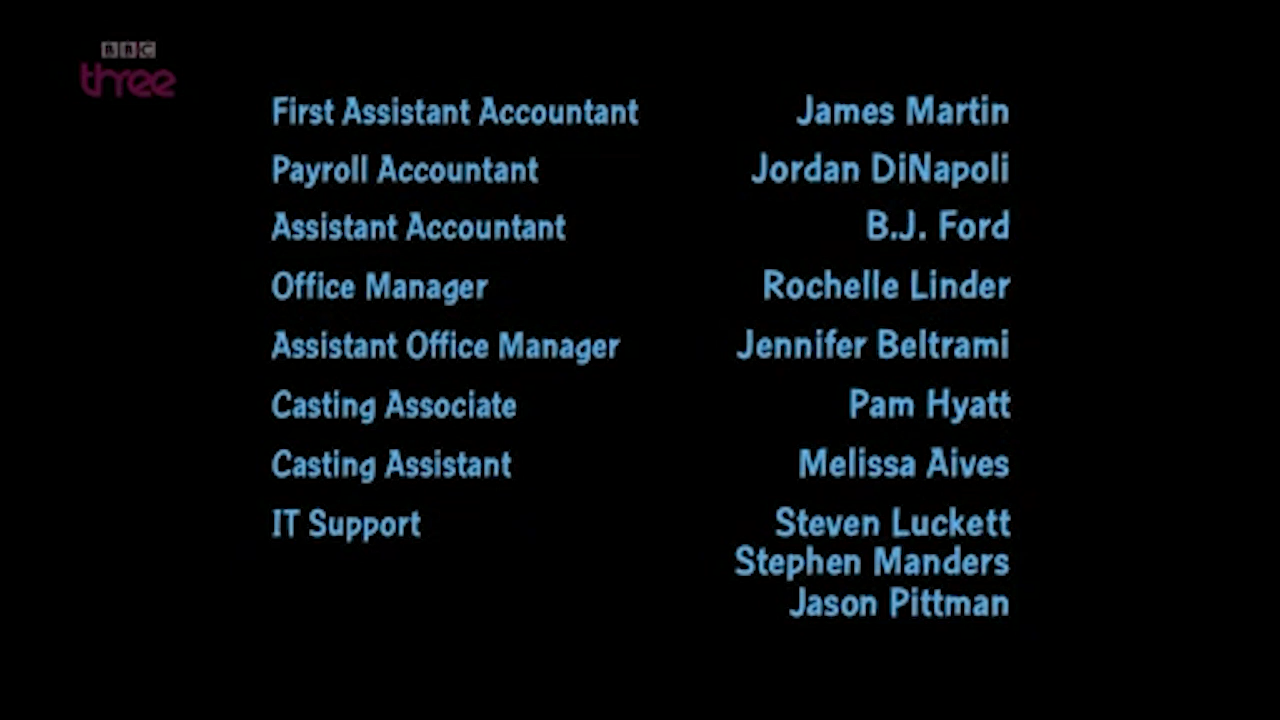 BBC
three
First Assistant Accountant James Martin
Payroll Accountant Jordan DiNapoli
Assistant Accountant B.J. Ford
Office Manager Rochelle Linder
Assistant Office Manager Jennifer Beltrami
Casting Associate Pam Hyatt
Casting Assistant Melissa Aives
IT Support Steven Luckett
Stephen Manders
Jason Pittman